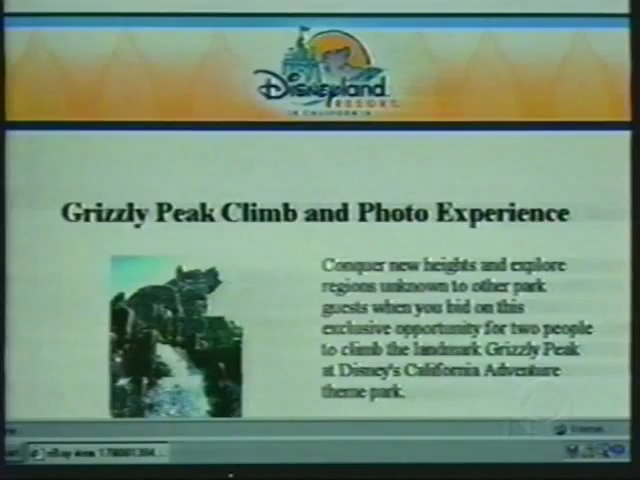 Disneyland
RESORT
IN CALIFORNIA
Grizzly Peak Climb and Photo Experience
Conquer new heights and explore
regions unknown to other park
guests when you bid on this
exclusive opportunity for two people
to climb the landmark Grizzly Peak
at Disney's California Adventure
theme park.
Internet